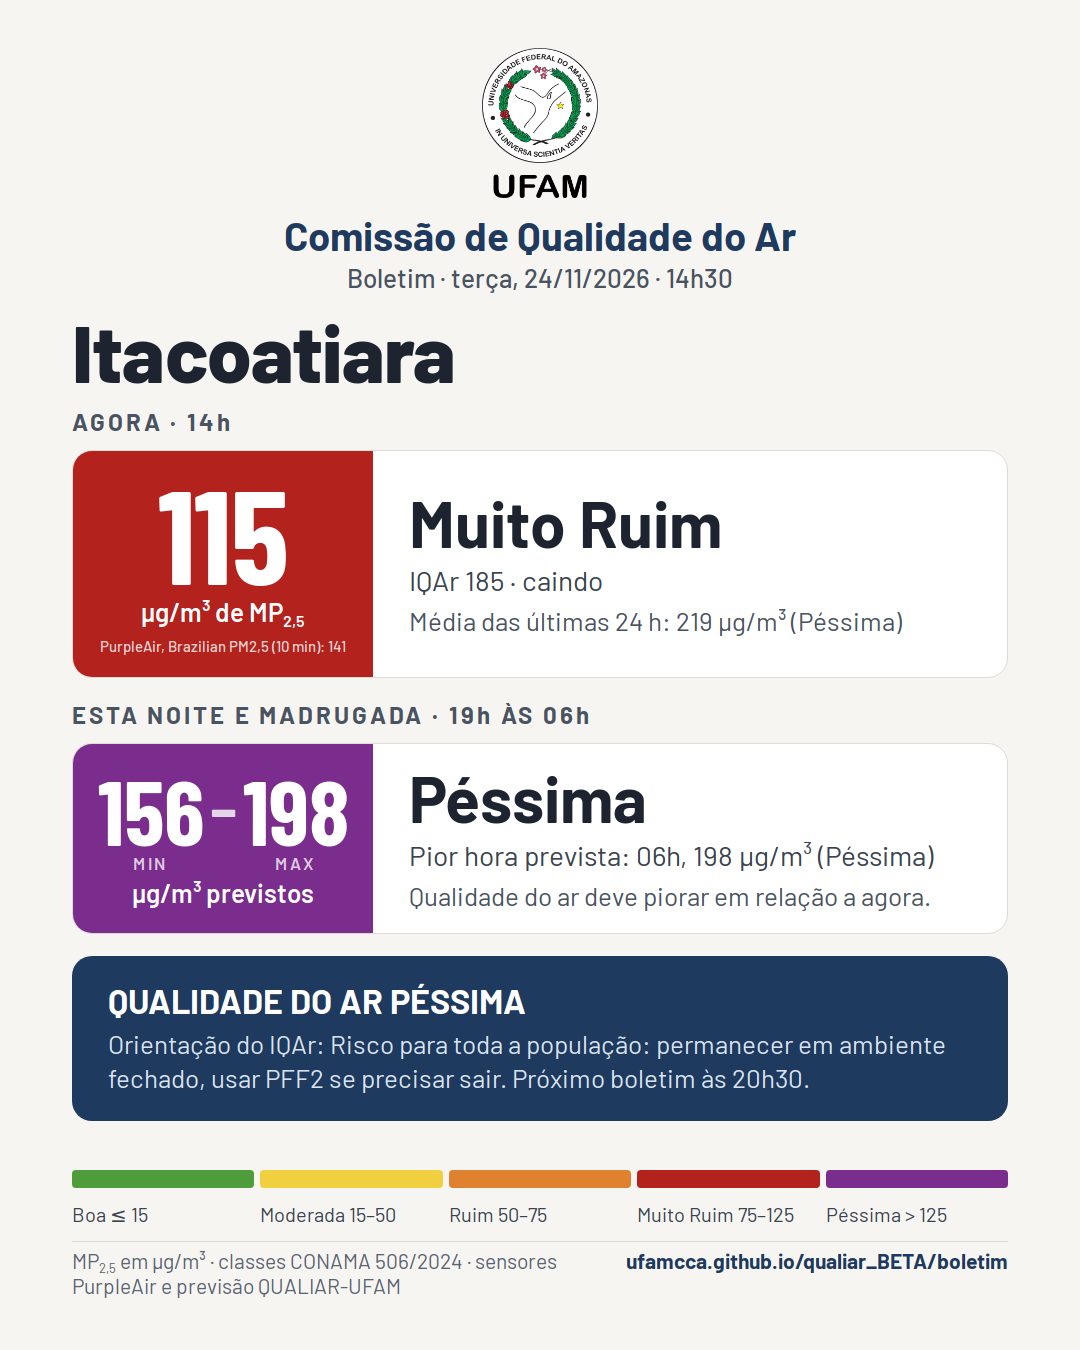 UNIVERSIDADE FEDERAL DO AMAZONAS
IN UNIVERSA SCIENTIA VERITAS
UFAM
Comissão de Qualidade do Ar
Boletim · terça, 24/11/2026 · 14h30
Itacoatiara
AGORA · 14h
115
µg/m³ de MP2,5
PurpleAir, Brazilian PM2,5 (10 min): 141
Muito Ruim
IQAr 185 · caindo
Média das últimas 24 h: 219 µg/m³ (Péssima)
ESTA NOITE E MADRUGADA · 19h ÀS 06h
156 – 198
MIN MAX
µg/m³ previstos
Péssima
Pior hora prevista: 06h, 198 µg/m³ (Péssima)
Qualidade do ar deve piorar em relação a agora.
QUALIDADE DO AR PÉSSIMA
Orientação do IQAr: Risco para toda a população: permanecer em ambiente
fechado, usar PFF2 se precisar sair. Próximo boletim às 20h30.
Boa ≤ 15
Moderada 15–50
Ruim 50–75
Muito Ruim 75–125
Péssima > 125
MP2,5 em µg/m³ · classes CONAMA 506/2024 · sensores
PurpleAir e previsão QUALIAR-UFAM
ufamcca.github.io/qualiar_BETA/boletim